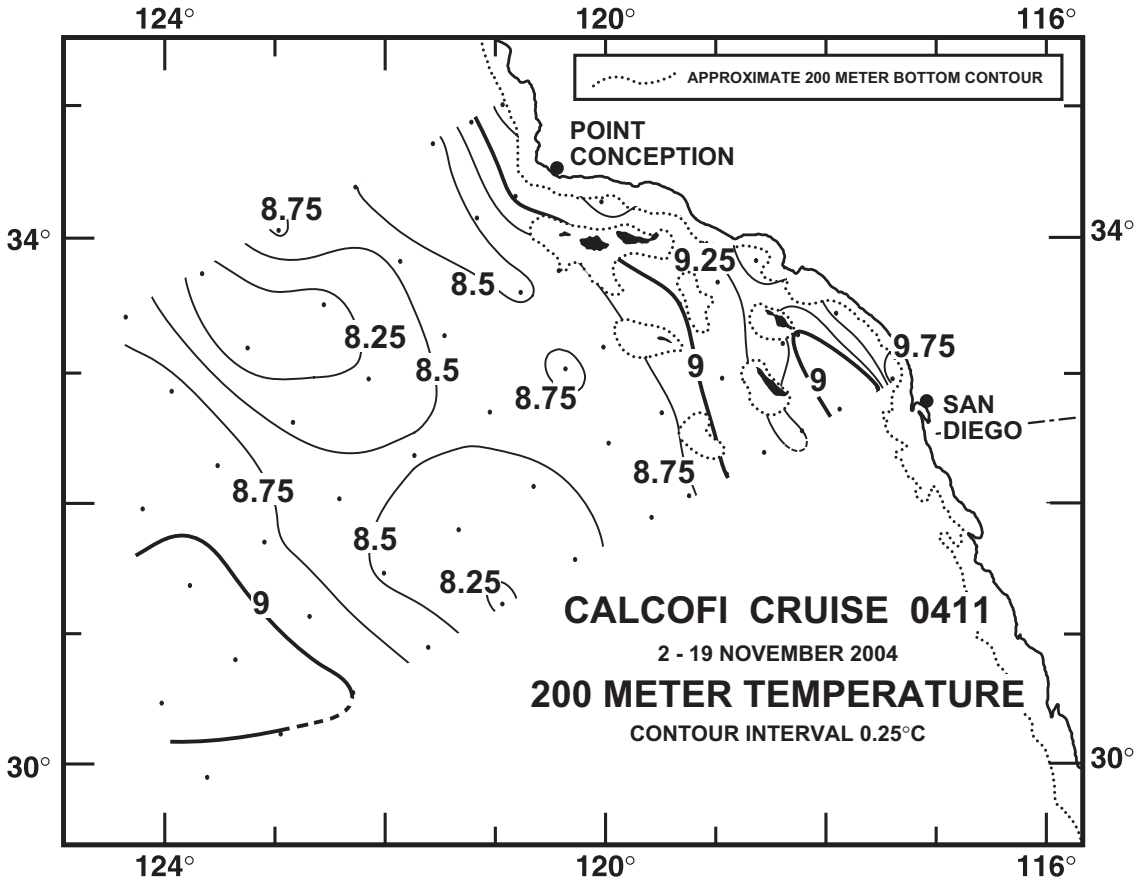 124° 120° 116°
APPROXIMATE 200 METER BOTTOM CONTOUR
POINT
CONCEPTION
8.75
34° 34°
9.25
8.5
8.25
9.75
8.5
9
9
8.75
SAN
DIEGO
8.75
8.75
8.5
8.25
9
CALCOFI CRUISE 0411
2 - 19 NOVEMBER 2004
200 METER TEMPERATURE
CONTOUR INTERVAL 0.25°C
30° 30°
124° 120° 116°